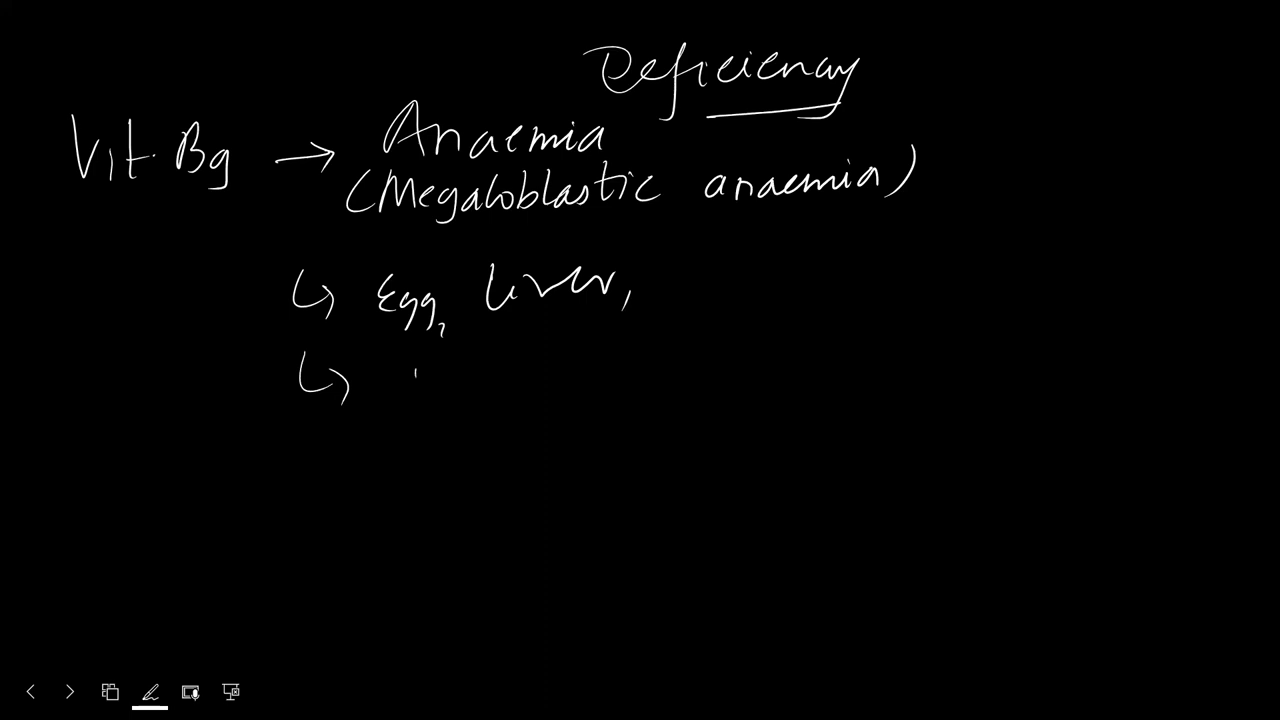 Deficiency
Vit. B9 → Anaemia
(Megaloblastic anaemia)
↳ Egg, Liver,
↳